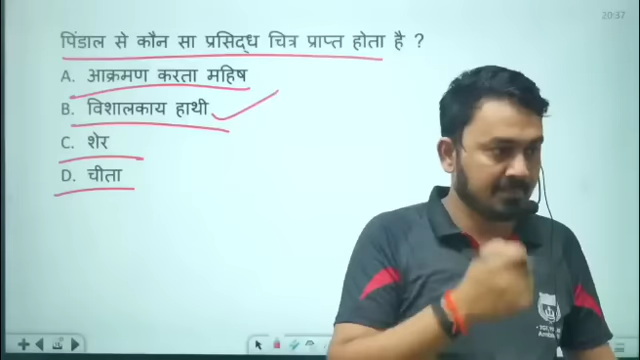 20:37
पिंडाल से कौन सा प्रसिद्ध चित्र प्राप्त होता है ?
A. आक्रमण करता महिष
B. विशालकाय हाथी
C. शेर
D. चीता